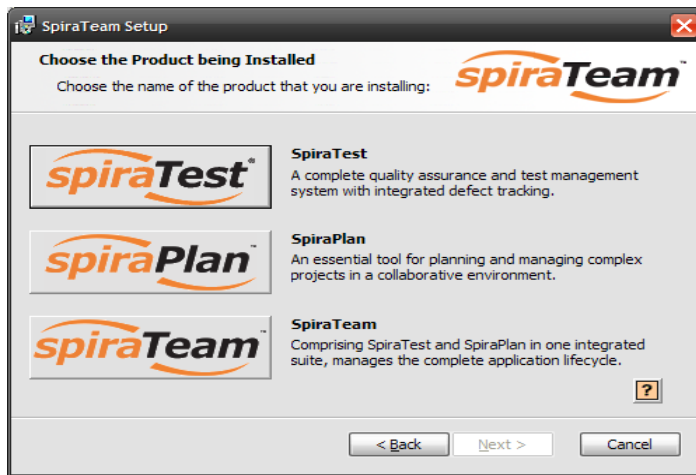 SpiraTeam Setup
Choose the Product being Installed
Choose the name of the product that you are installing:
spiraTeam™
spiraTest®
SpiraTest
A complete quality assurance and test management
system with integrated defect tracking.
spiraPlan™
SpiraPlan
An essential tool for planning and managing complex
projects in a collaborative environment.
spiraTeam™
SpiraTeam
Comprising SpiraTest and SpiraPlan in one integrated
suite, manages the complete application lifecycle.
?
< Back
Next >
Cancel